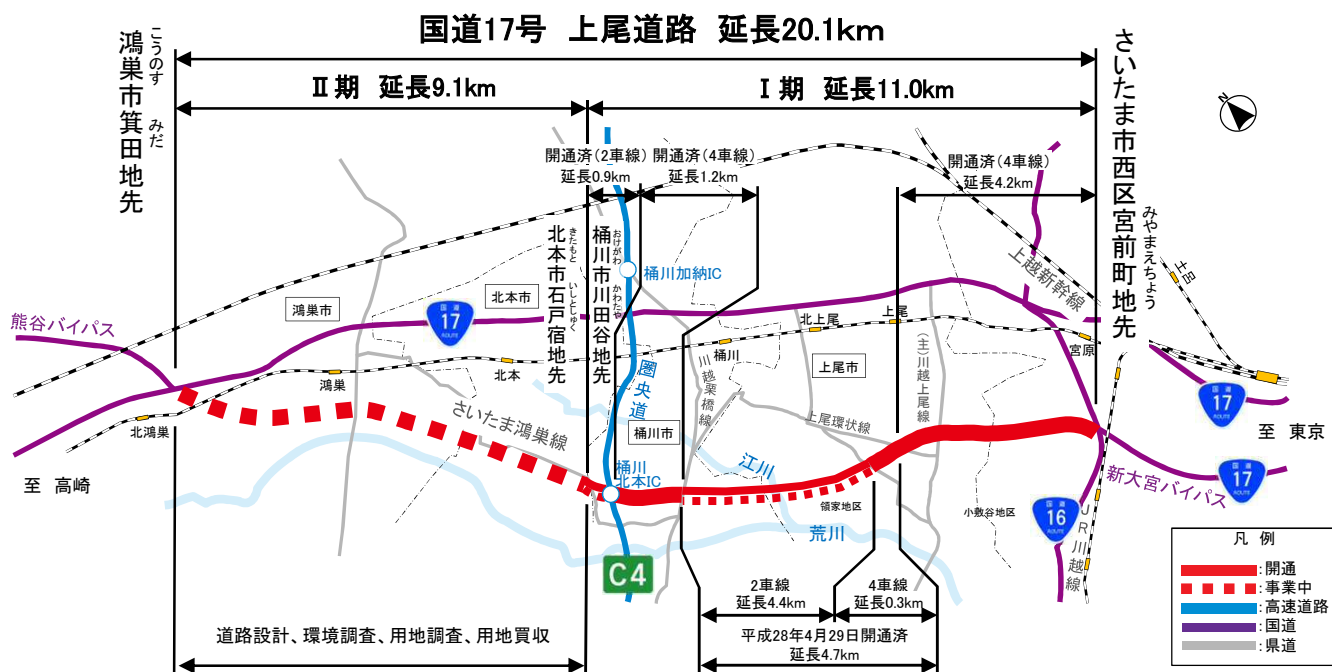 国道17号 上尾道路 延長20.1km
Ⅱ期 延長9.1km
Ⅰ期 延長11.0km
鴻巣市箕田地先
こうのす
みだ
さいたま市西区宮前町地先
みやまえちょう
N
開通済(2車線)
延長0.9km
開通済(4車線)
延長1.2km
開通済(4車線)
延長4.2km
北本市石戸宿地先
きたもと
いしとしゅく
桶川市川田谷地先
おけがわ
かわたや
桶川加納IC
上越新幹線
土呂
熊谷バイパス
鴻巣市
北本市
国道
17
ROUTE
北上尾
上尾
宮原
桶川
北本
鴻巣
北鴻巣
圏央道
川越栗橋線
上尾市
(主)川越上尾線
上尾環状線
さいたま鴻巣線
桶川市
桶川
北本IC
江川
荒川
領家地区
小敷谷地区
至 高崎
至 東京
国道
17
ROUTE
国道
17
ROUTE
新大宮バイパス
国道
16
ROUTE
JR川越線
C4
2車線
延長4.4km
4車線
延長0.3km
平成28年4月29日開通済
延長4.7km
道路設計、環境調査、用地調査、用地買収
凡 例
:開通
:事業中
:高速道路
:国道
:県道